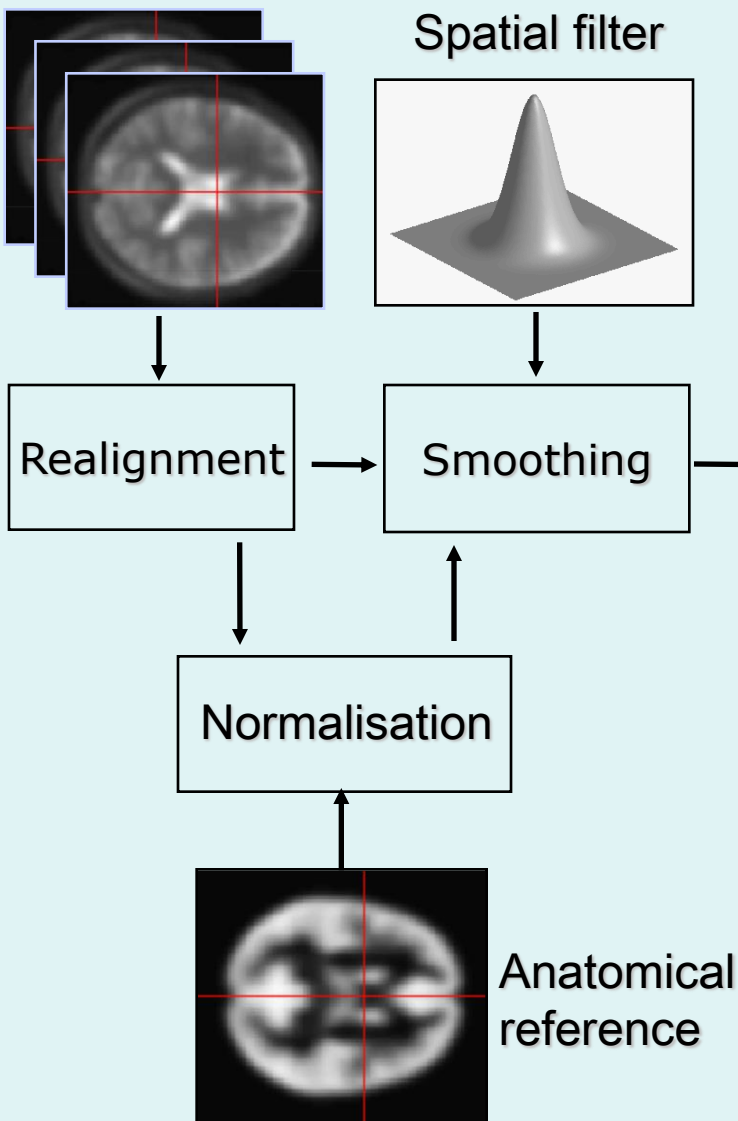 Spatial filter
Realignment
Smoothing
Normalisation
Anatomical
reference